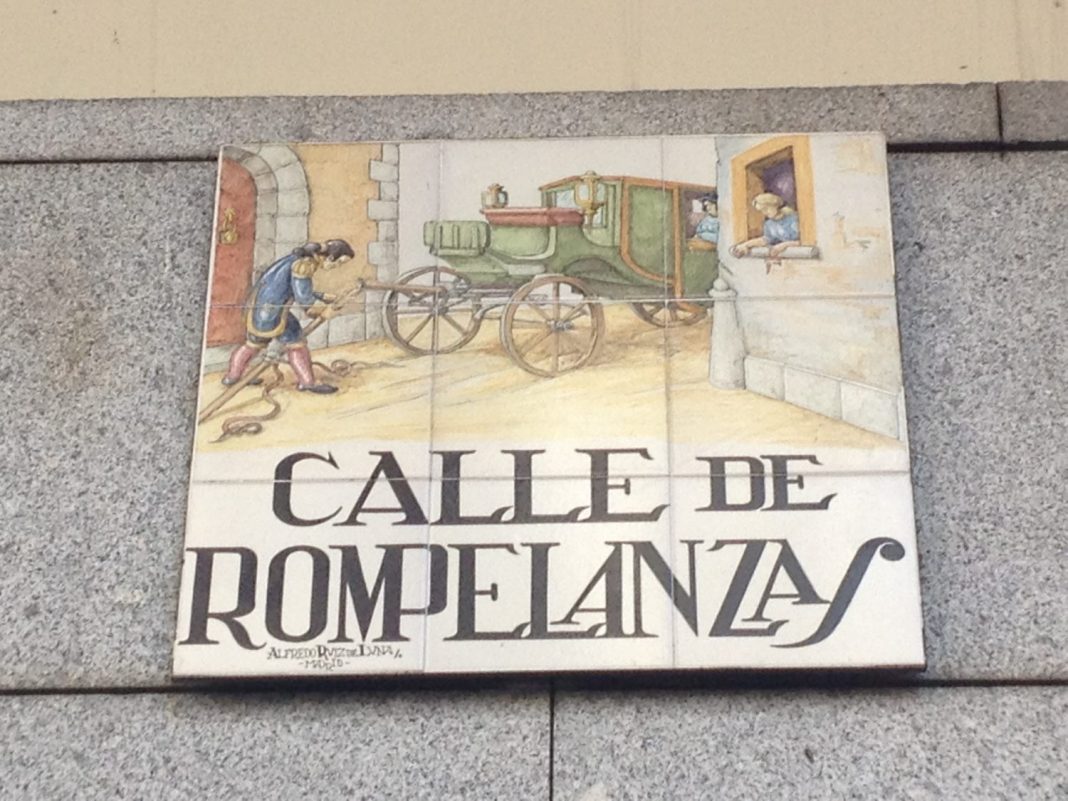 CALLE DE
ROMPELANZAS
ALFREDO RUIZ DE LUNA
-MADRID-